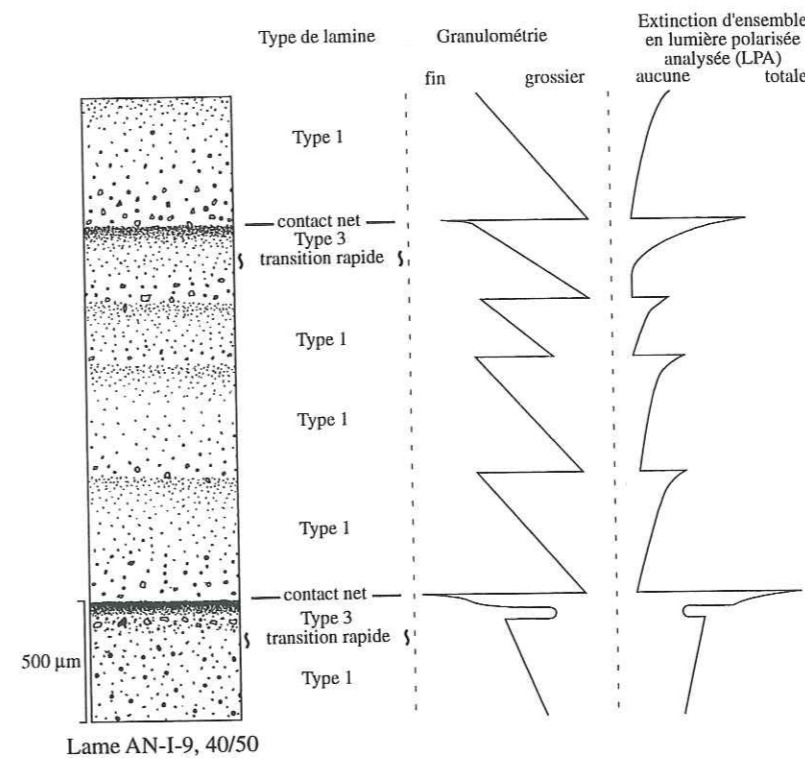 Type de lamine
Granulométrie
Extinction d'ensemble
en lumière polarisée
analysée (LPA)
fin
grossier
aucune
totale
Type 1
contact net
Type 3
transition rapide
Type 1
Type 1
Type 1
contact net
Type 3
transition rapide
Type 1
500 µm
Lame AN-I-9, 40/50